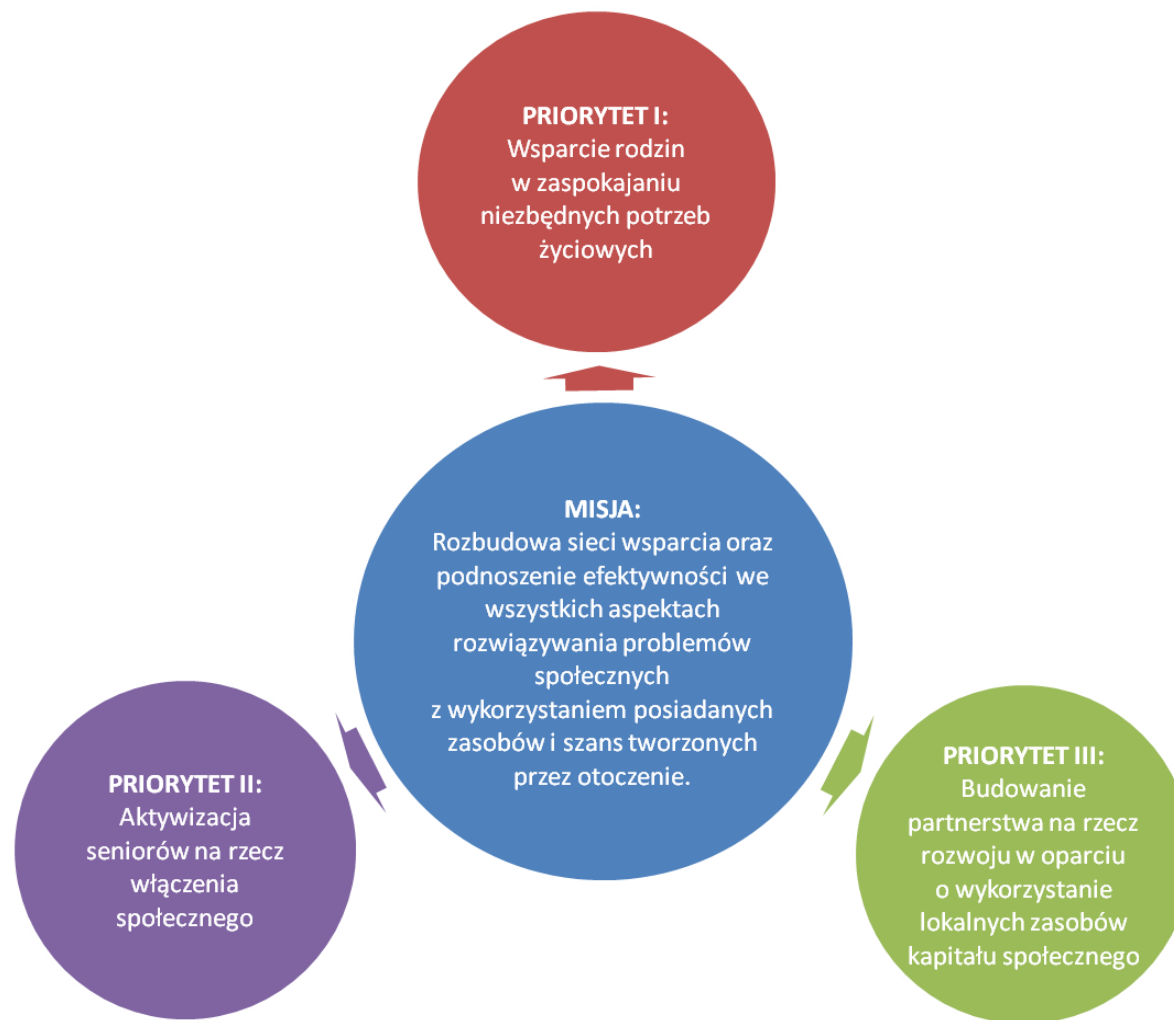 PRIORYTET I:
Wsparcie rodzin
w zaspokajaniu
niezbędnych potrzeb
życiowych
MISJA:
Rozbudowa sieci wsparcia oraz
podnoszenie efektywności we
wszystkich aspektach
rozwiązywania problemów
społecznych
z wykorzystaniem posiadanych
zasobów i szans tworzonych
przez otoczenie.
PRIORYTET II:
Aktywizacja
seniorów na rzecz
włączenia
społecznego
PRIORYTET III:
Budowanie
partnerstwa na rzecz
rozwoju w oparciu
o wykorzystanie
lokalnych zasobów
kapitału społecznego